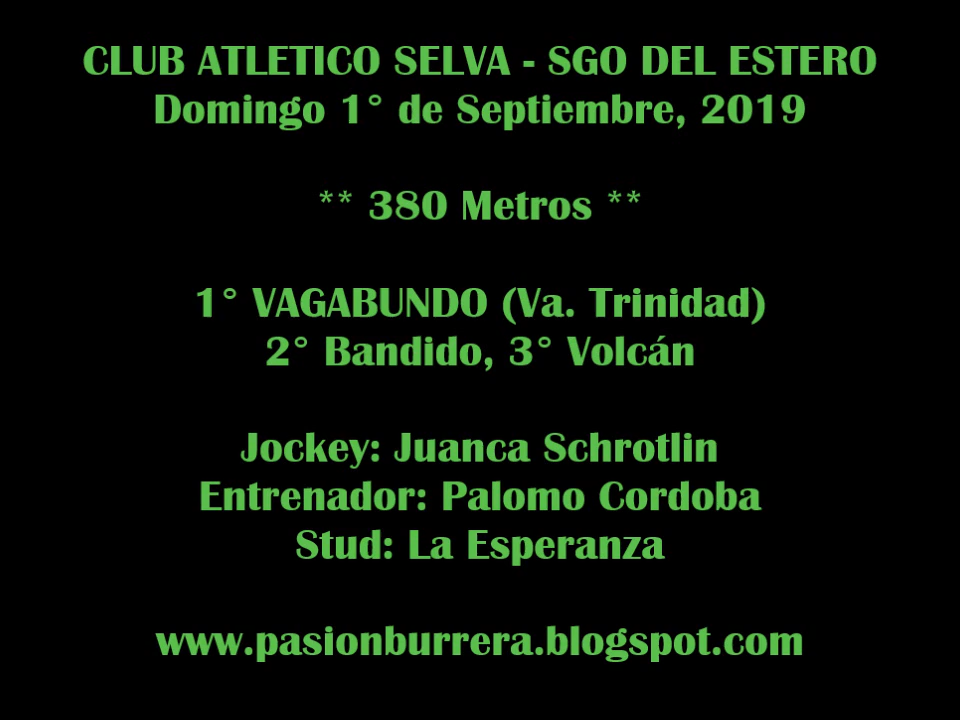 CLUB ATLETICO SELVA - SGO DEL ESTERO
Domingo 1° de Septiembre, 2019
** 380 Metros **
1° VAGABUNDO (Va. Trinidad)
2° Bandido, 3° Volcán
Jockey: Juanca Schrotlin
Entrenador: Palomo Cordoba
Stud: La Esperanza
www.pasionburrera.blogspot.com